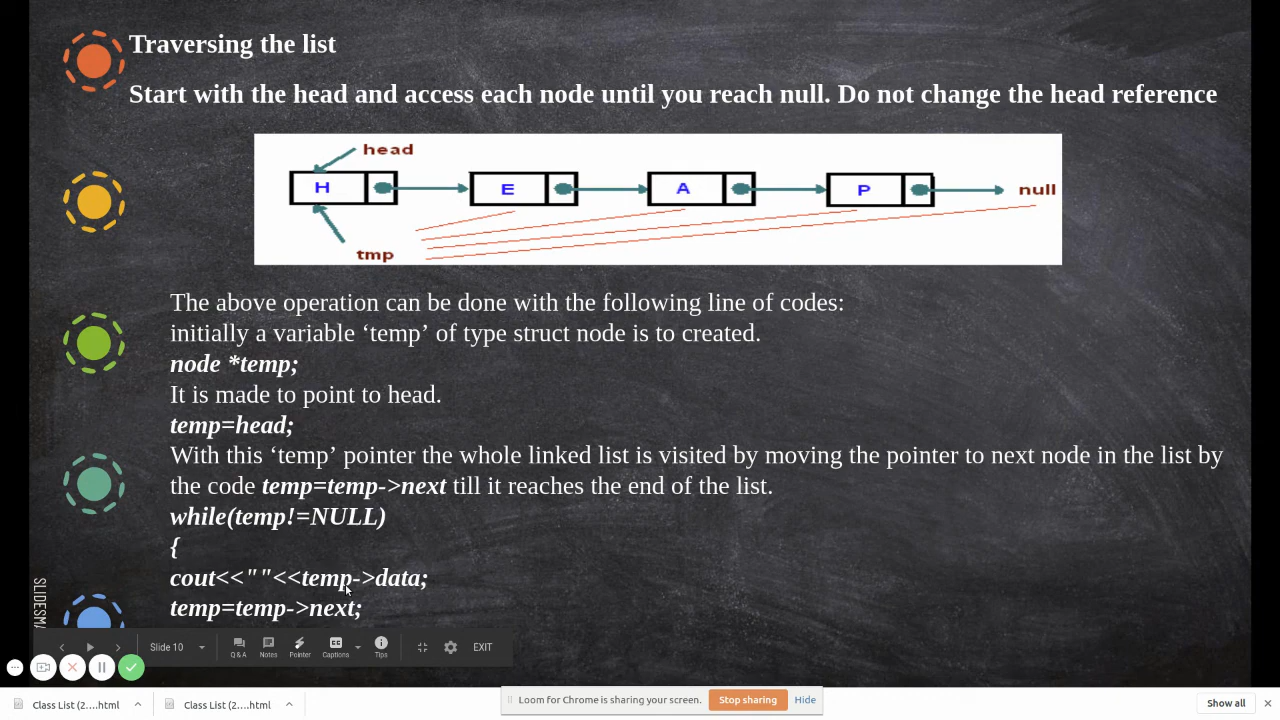 Traversing the list
Start with the head and access each node until you reach null. Do not change the head reference
head
H
E
A
P
null
tmp
The above operation can be done with the following line of codes:
initially a variable ‘temp’ of type struct node is to created.
node *temp;
It is made to point to head.
temp=head;
With this ‘temp’ pointer the whole linked list is visited by moving the pointer to next node in the list by
the code temp=temp->next till it reaches the end of the list.
while(temp!=NULL)
{
cout<<""<<temp->data;
temp=temp->next;
Slide 10
Q & A
Notes
Pointer
CC
Captions
Tips
EXIT
Class List (2....html
Class List (2....html
Loom for Chrome is sharing your screen.
Stop sharing
Hide
Show all